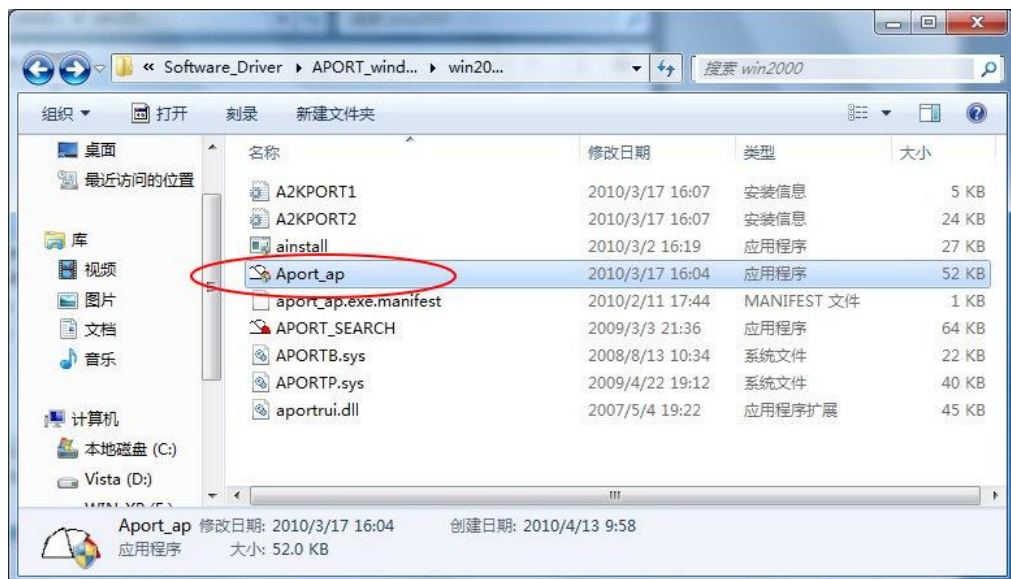 « Software_Driver ▸ APORT_wind... ▸ win20...
搜索 win2000
组织 打开 刻录 新建文件夹
桌面
最近访问的位置
库
视频
图片
文档
音乐
计算机
本地磁盘 (C:)
Vista (D:)
名称 修改日期 类型 大小
A2KPORT1 2010/3/17 16:07 安装信息 5 KB
A2KPORT2 2010/3/17 16:07 安装信息 24 KB
ainstall 2010/3/2 16:19 应用程序 27 KB
Aport_ap 2010/3/17 16:04 应用程序 52 KB
aport_ap.exe.manifest 2010/2/11 17:44 MANIFEST 文件 1 KB
APORT_SEARCH 2009/3/3 21:36 应用程序 64 KB
APORTB.sys 2008/8/13 10:34 系统文件 22 KB
APORTP.sys 2009/4/22 19:12 系统文件 40 KB
aportrui.dll 2007/5/4 19:22 应用程序扩展 45 KB
Aport_ap 修改日期: 2010/3/17 16:04 创建日期: 2010/4/13 9:58
应用程序 大小: 52.0 KB